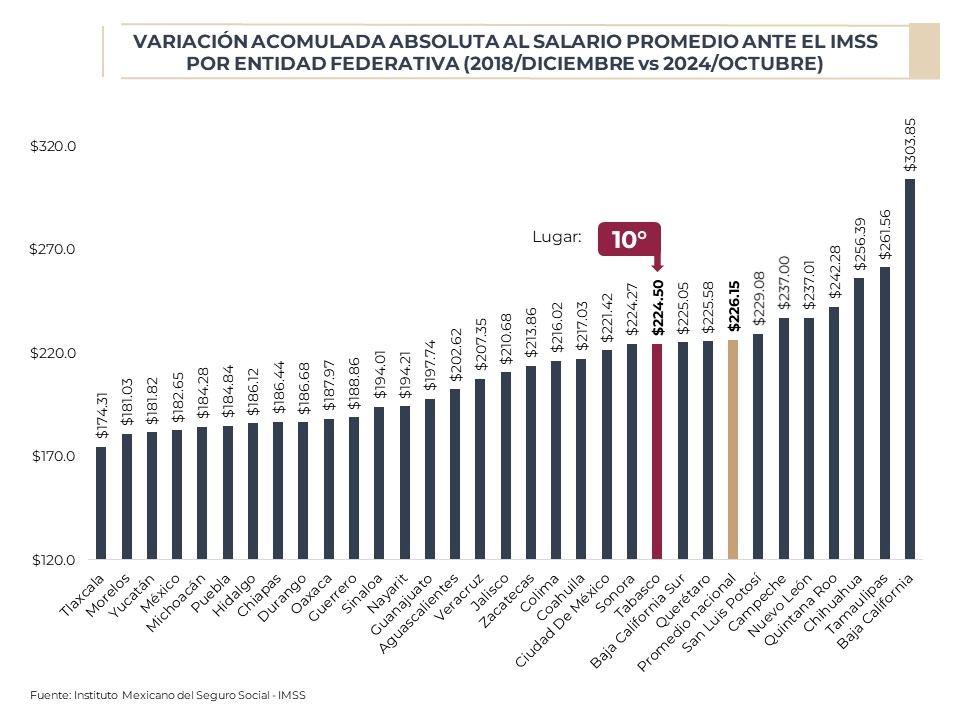 VARIACIÓN ACOMULADA ABSOLUTA AL SALARIO PROMEDIO ANTE EL IMSS
POR ENTIDAD FEDERATIVA (2018/DICIEMBRE vs 2024/OCTUBRE)
$320.0
$270.0
$220.0
$170.0
$120.0
Lugar:
10°
$174.31
$181.03
$181.82
$182.65
$184.28
$184.84
$186.12
$186.44
$186.68
$187.97
$188.86
$194.01
$194.21
$197.74
$202.62
$207.35
$210.68
$213.86
$216.02
$217.03
$221.42
$224.27
$224.50
$225.05
$225.58
$226.15
$229.08
$237.00
$237.01
$242.28
$256.39
$261.56
$303.85
Tlaxcala
Morelos
Yucatán
México
Michoacán
Puebla
Hidalgo
Chiapas
Durango
Oaxaca
Guerrero
Sinaloa
Nayarit
Guanajuato
Aguascalientes
Veracruz
Jalisco
Zacatecas
Colima
Coahuila
Ciudad De México
Sonora
Tabasco
Baja California Sur
Querétaro
Promedio nacional
San Luis Potosí
Campeche
Nuevo León
Quintana Roo
Chihuahua
Tamaulipas
Baja California
Fuente: Instituto Mexicano del Seguro Social - IMSS